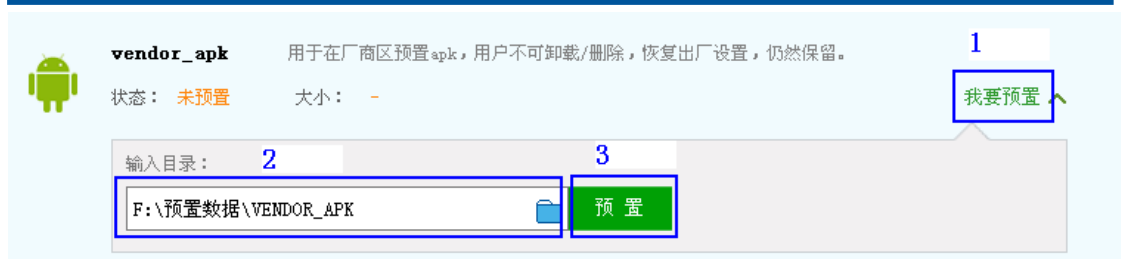 1
vendor_apk 用于在厂商区预置apk，用户不可卸载/删除，恢复出厂设置，仍然保留。
状态： 未预置 大小： - 我要预置
输入目录： 2 3
F:\预置数据\VENDOR_APK 预 置